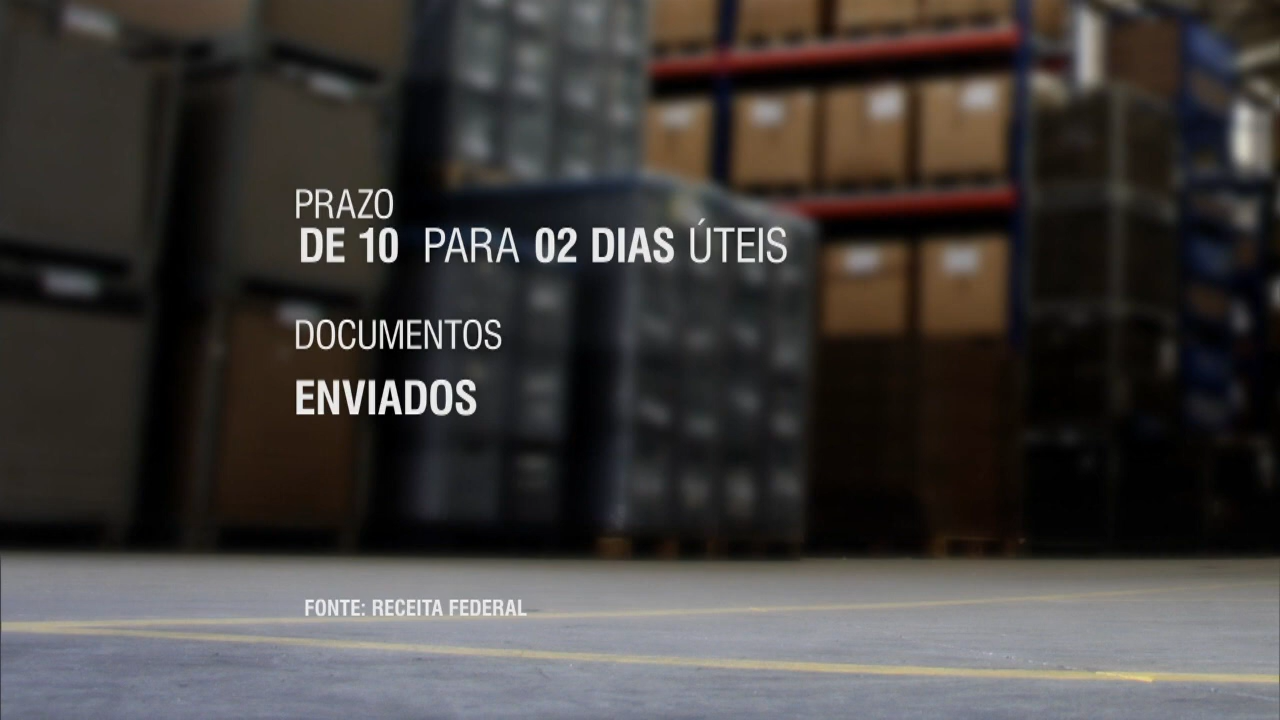 PRAZO
DE 10 PARA 02 DIAS ÚTEIS
DOCUMENTOS
ENVIADOS
FONTE: RECEITA FEDERAL